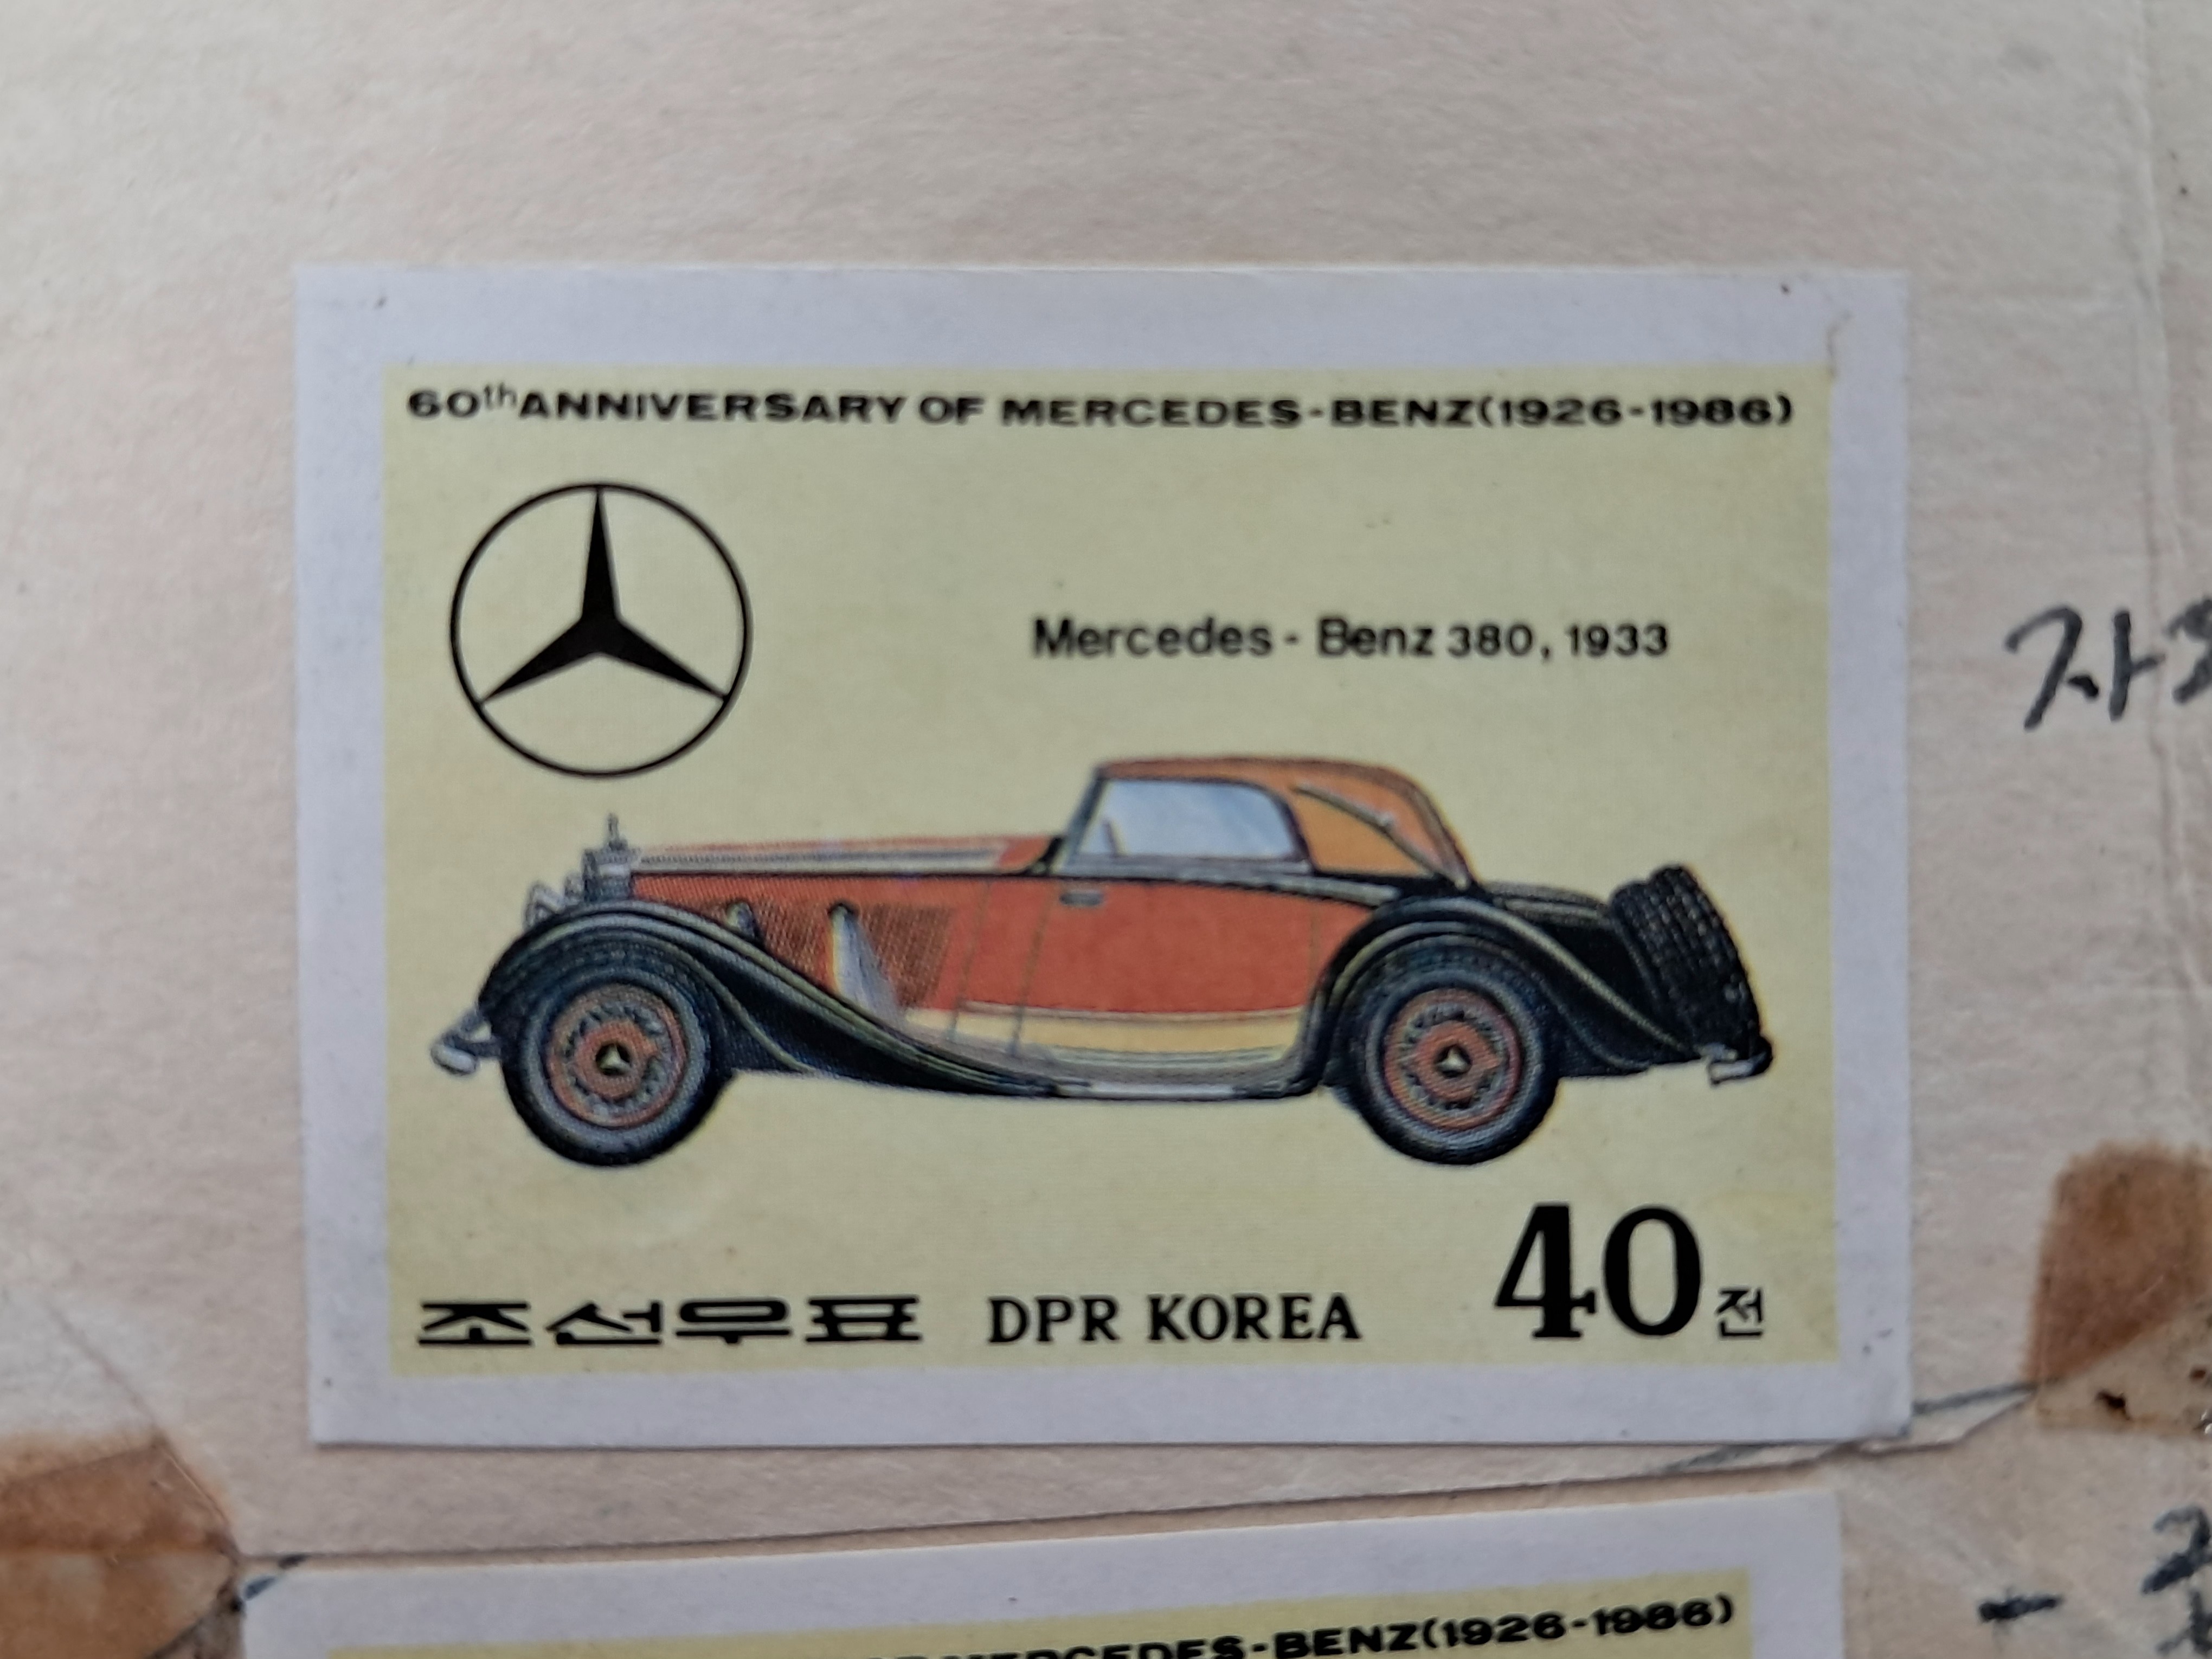 60th ANNIVERSARY OF MERCEDES-BENZ(1926-1986)
Mercedes - Benz 380, 1933
조선우표 DPR KOREA 40전
자
MERCEDES-BENZ(1926-1986)